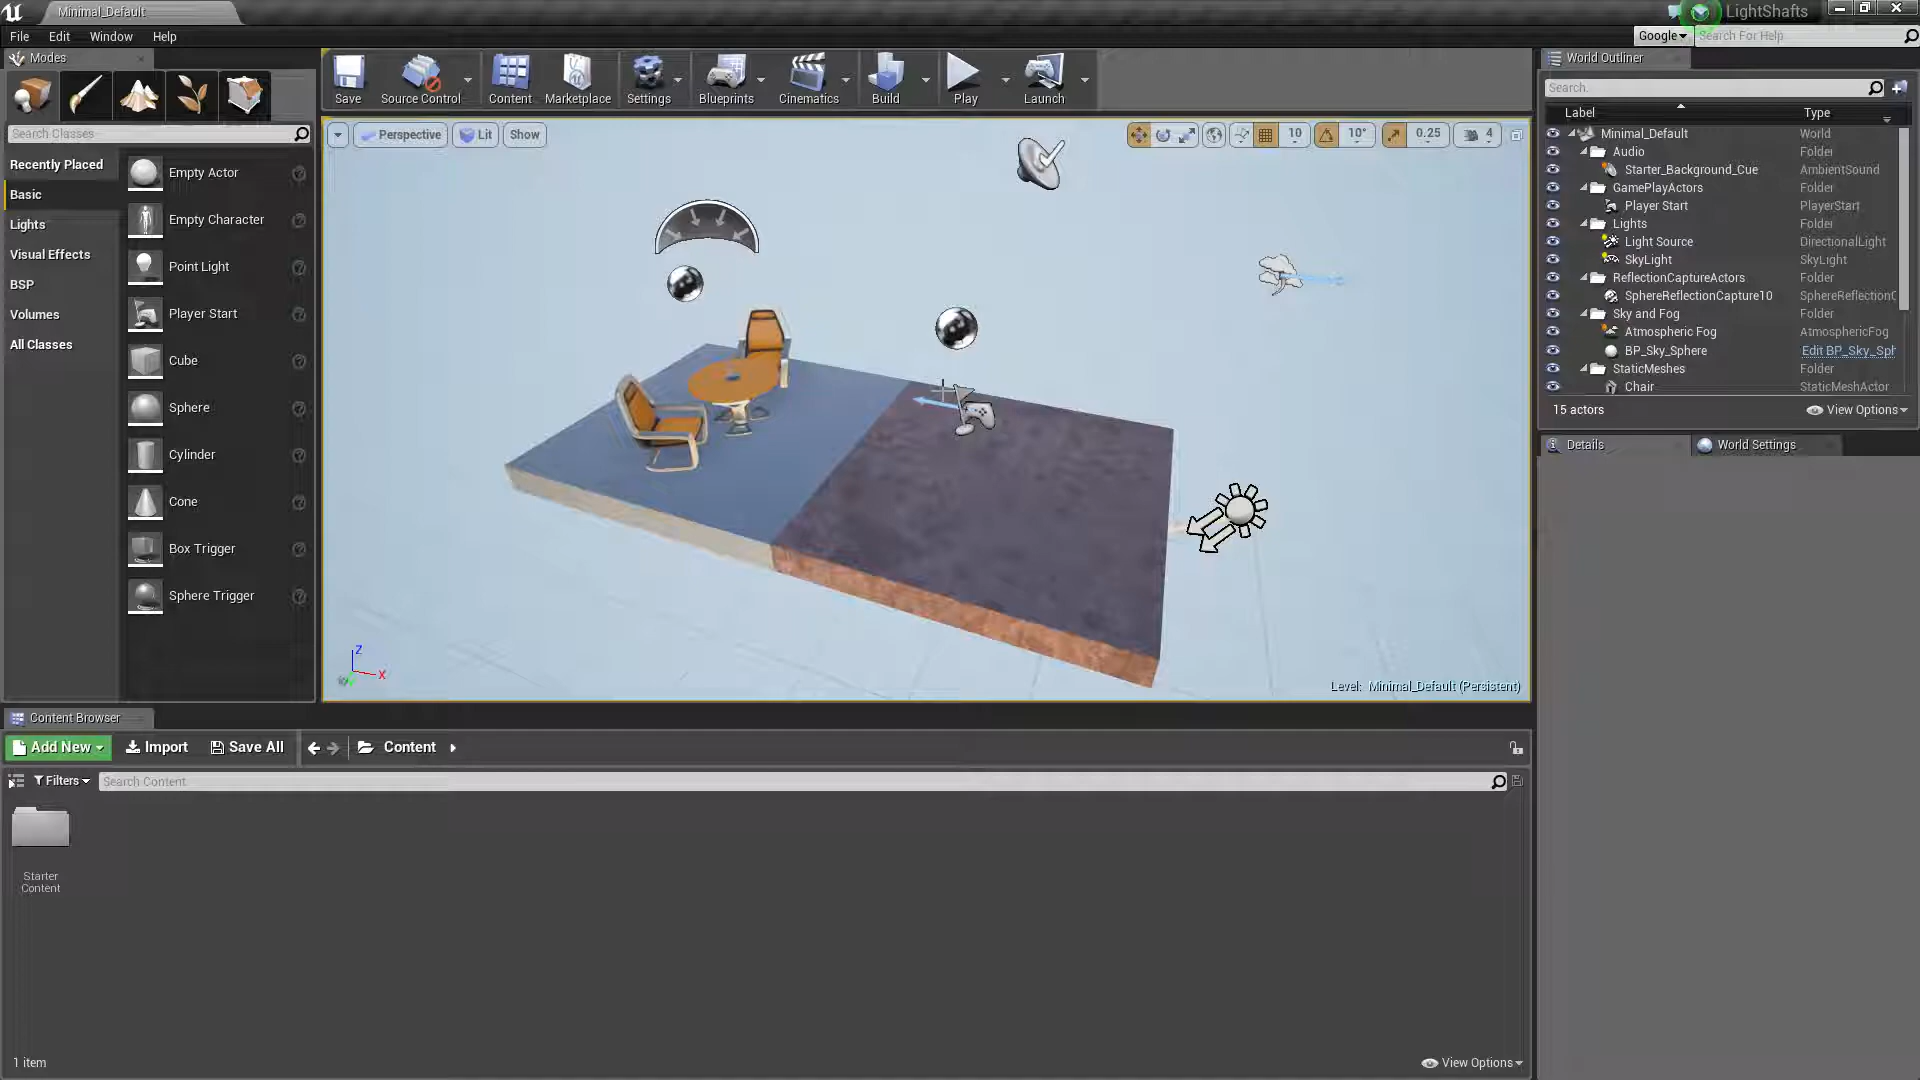 Minimal_Default
LightShafts
File Edit Window Help
Google
Search For Help
Modes
Search Classes
Recently Placed
Basic
Lights
Visual Effects
BSP
Volumes
All Classes
Empty Actor
Empty Character
Point Light
Player Start
Cube
Sphere
Cylinder
Cone
Box Trigger
Sphere Trigger
Save Source Control Content Marketplace Settings Blueprints Cinematics Build Play Launch
Perspective Lit Show
10 10° 0.25 4
Z
X
Level: Minimal_Default (Persistent)
World Outliner
Search.
Label Type
Minimal_Default World
Audio Folder
Starter_Background_Cue AmbientSound
GamePlayActors Folder
Player Start PlayerStart
Lights Folder
Light Source DirectionalLight
SkyLight SkyLight
ReflectionCaptureActors Folder
SphereReflectionCapture10 SphereReflectionC
Sky and Fog Folder
Atmospheric Fog AtmosphericFog
BP_Sky_Sphere Edit BP_Sky_Sph
StaticMeshes Folder
Chair StaticMeshActor
15 actors
View Options
Details World Settings
Content Browser
Add New Import Save All Content
Filters Search Content
Starter
Content
1 item
View Options